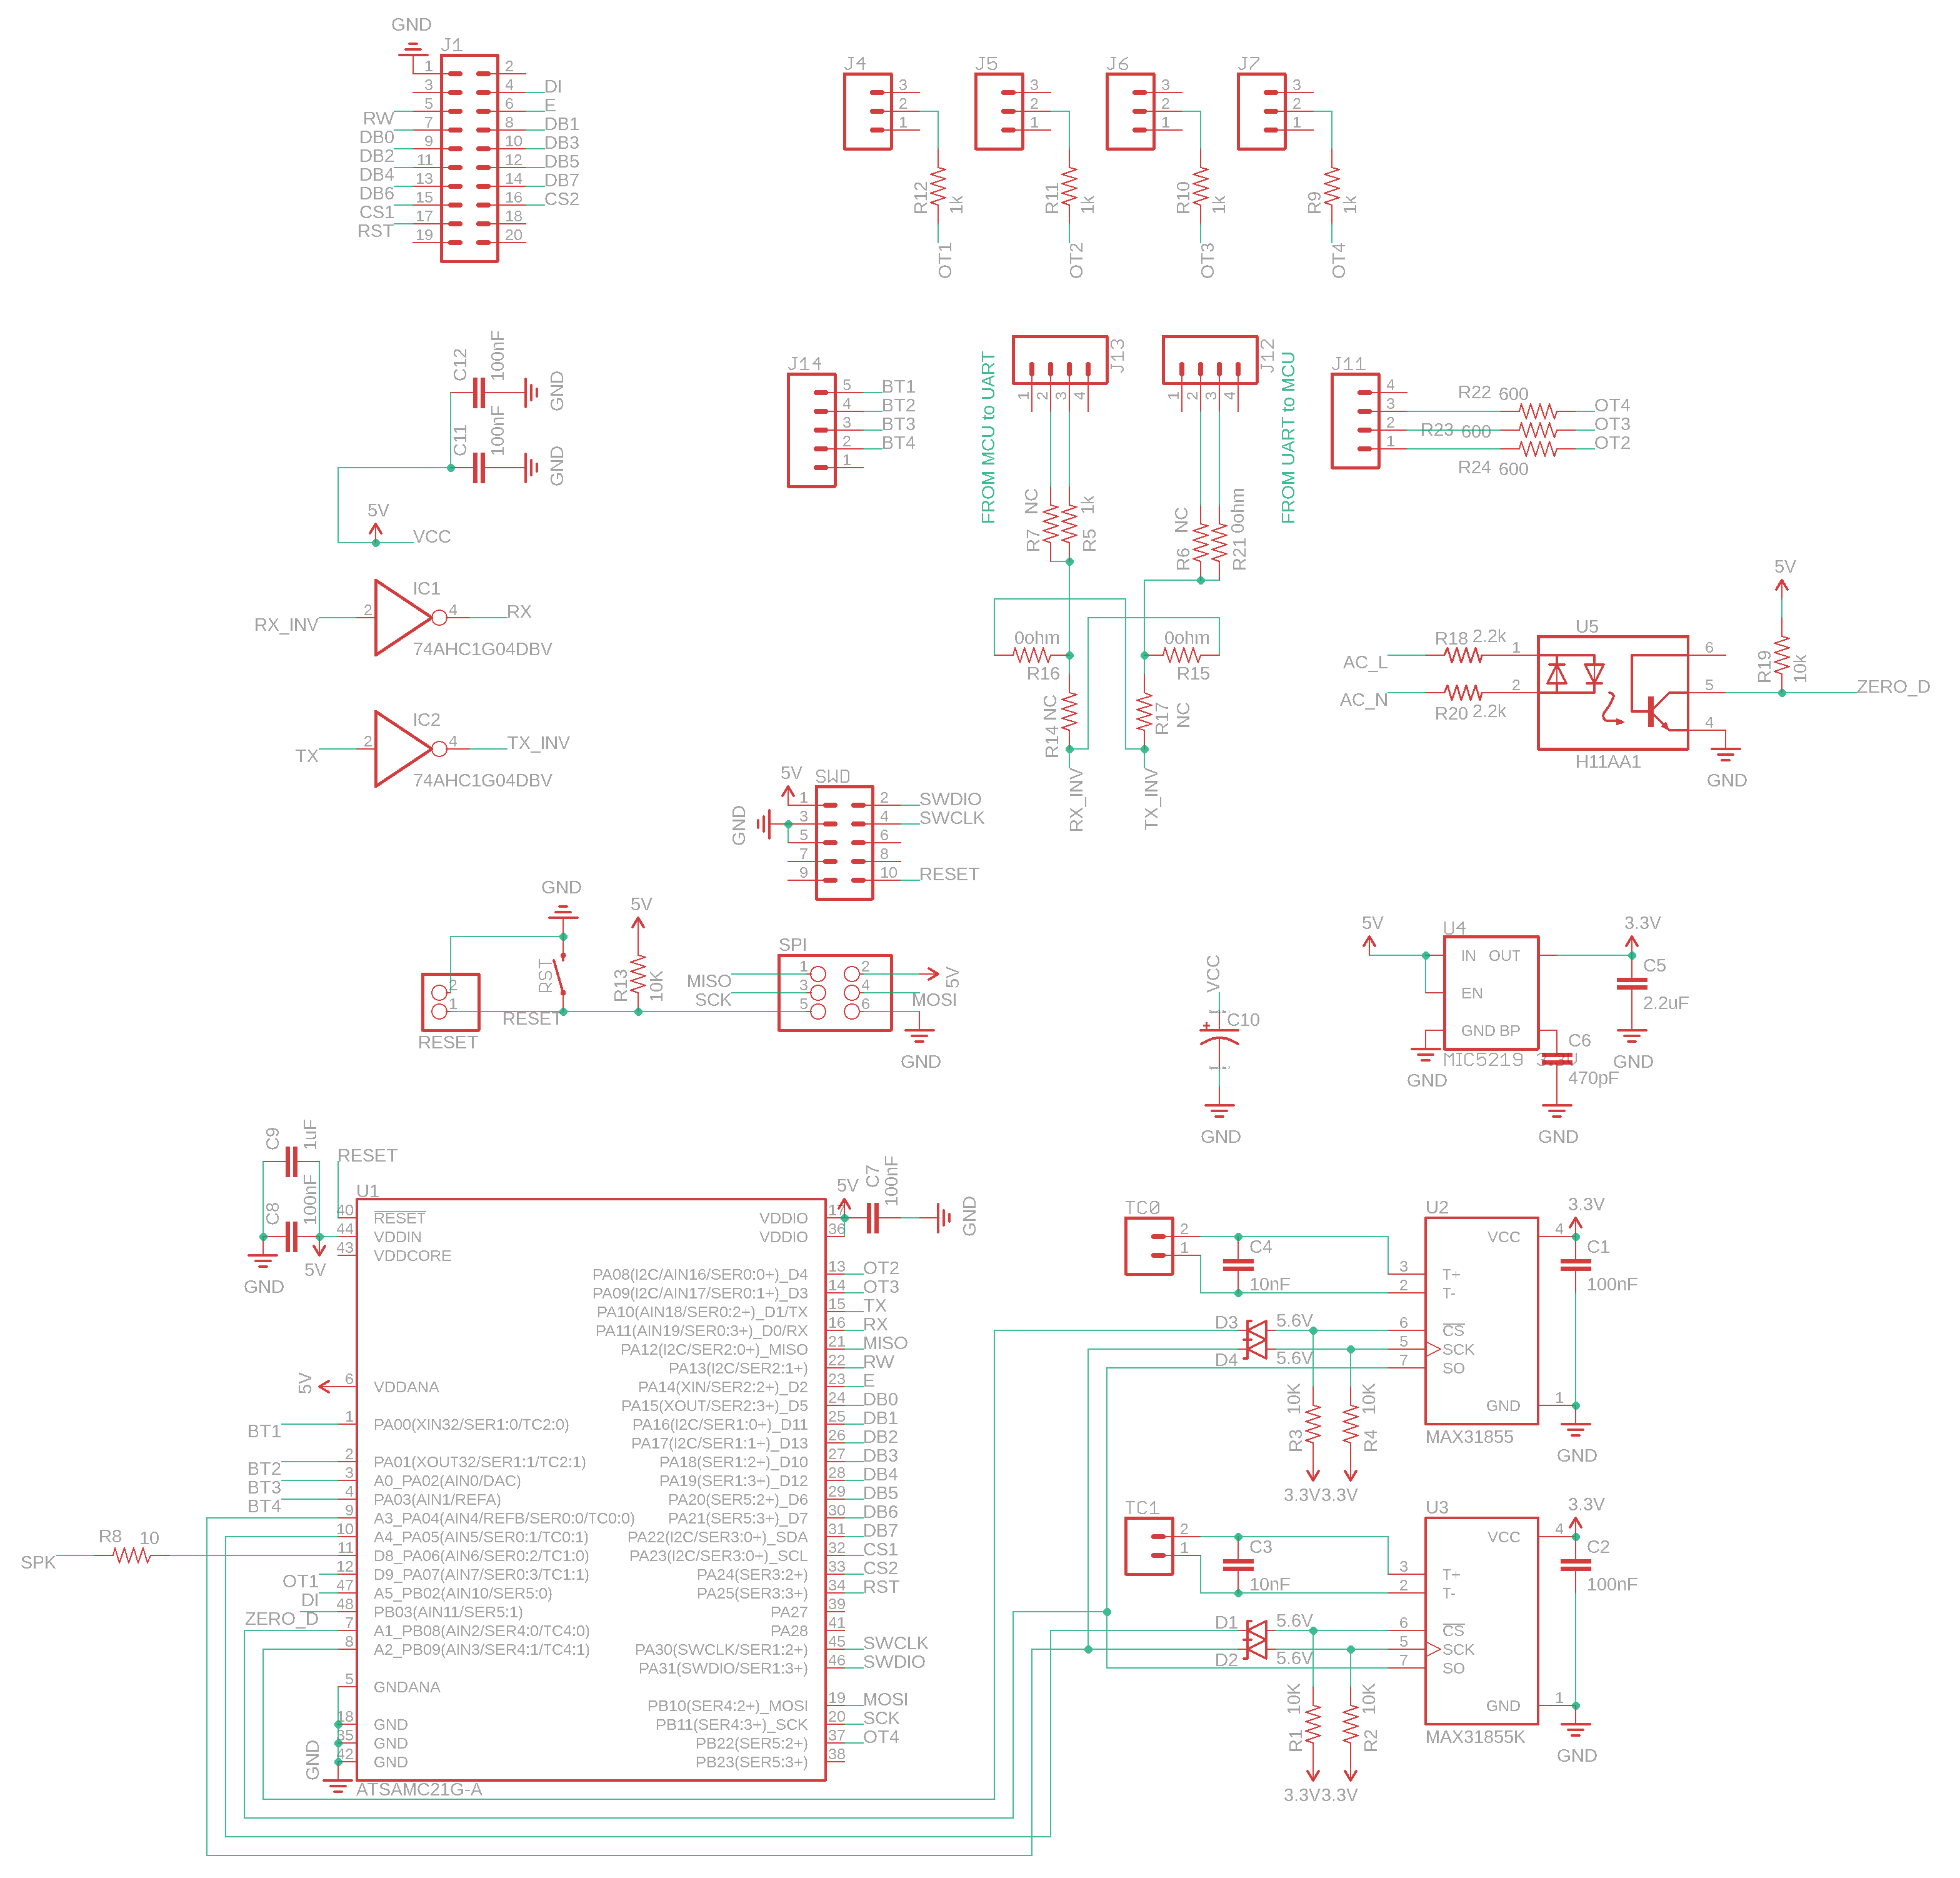 GND
J1
1 2
3 4 DI
5 6 E
RW 7 8 DB1
DB0 9 10 DB3
DB2 11 12 DB5
DB4 13 14 DB7
DB6 15 16 CS2
CS1 17 18
RST 19 20
J4
3
2
1
R12
1k
OT1
J5
3
2
1
R11
1k
OT2
J6
3
2
1
R10
1k
OT3
J7
3
2
1
R9
1k
OT4
C12
100nF
GND
C11
100nF
GND
5V
VCC
J14
5 BT1
4 BT2
3 BT3
2 BT4
1
FROM MCU to UART
J13
1 2 3 4
R7 NC
R5 1k
J12
1 2 3 4
FROM UART to MCU
R6 NC
R21 0ohm
0ohm
R16
0ohm
R15
R14 NC
R17
NC
RX_INV
TX_INV
J11
4
3
2
1
R22 600 OT4
R23 600 OT3
R24 600 OT2
IC1
RX_INV 2 4 RX
74AHC1G04DBV
IC2
TX 2 4 TX_INV
74AHC1G04DBV
5V
U5
R18 2.2k
AC_L
1 6
R19
10k
AC_N
2 5
ZERO_D
R20 2.2k
4
H11AA1
GND
5V
SWD
GND
1 2 SWDIO
3 4 SWCLK
5 6
7 8
9 10 RESET
GND
RST
5V
R13
10K
2
1
RESET
RESET
SPI
MISO 1 2 5V
SCK 3 4 MOSI
5 6
GND
VCC
C10
GND
5V
U4
IN OUT
EN
GND BP
GND
3.3V
C5
2.2uF
GND
C6
470pF
GND
C9
1uF
C8
100nF
GND
5V
RESET
U1
40 RESET
44 VDDIN
43 VDDCORE
5V 6 VDDANA
BT1 1 PA00(XIN32/SER1:0/TC2:0)
BT2 2 PA01(XOUT32/SER1:1/TC2:1)
BT3 3 A0_PA02(AIN0/DAC)
BT4 4 PA03(AIN1/REFA)
9 A3_PA04(AIN4/REFB/SER0:0/TC0:0)
10 A4_PA05(AIN5/SER0:1/TC0:1)
SPK R8 10 11 D8_PA06(AIN6/SER0:2/TC1:0)
OT1 12 D9_PA07(AIN7/SER0:3/TC1:1)
DI 47 A5_PB02(AIN10/SER5:0)
ZERO_D 48 PB03(AIN11/SER5:1)
7 A1_PB08(AIN2/SER4:0/TC4:0)
8 A2_PB09(AIN3/SER4:1/TC4:1)
5 GNDANA
18 GND
35 GND
42 GND
GND
ATSAMC21G-A
5V
C7
100nF
GND
VDDIO 17
VDDIO 36
PA08(I2C/AIN16/SER0:0+)_D4 13 OT2
PA09(I2C/AIN17/SER0:1+)_D3 14 OT3
PA10(AIN18/SER0:2+)_D1/TX 15 TX
PA11(AIN19/SER0:3+)_D0/RX 16 RX
PA12(I2C/SER2:0+)_MISO 21 MISO
PA13(I2C/SER2:1+) 22 RW
PA14(XIN/SER2:2+)_D2 23 E
PA15(XOUT/SER2:3+)_D5 24 DB0
PA16(I2C/SER1:0+)_D11 25 DB1
PA17(I2C/SER1:1+)_D13 26 DB2
PA18(SER1:2+)_D10 27 DB3
PA19(SER1:3+)_D12 28 DB4
PA20(SER5:2+)_D6 29 DB5
PA21(SER5:3+)_D7 30 DB6
PA22(I2C/SER3:0+)_SDA 31 DB7
PA23(I2C/SER3:0+)_SCL 32 CS1
PA24(SER3:2+) 33 CS2
PA25(SER3:3+) 34 RST
PA27 39
PA28 41
PA30(SWCLK/SER1:2+) 45 SWCLK
PA31(SWDIO/SER1:3+) 46 SWDIO
PB10(SER4:2+)_MOSI 19 MOSI
PB11(SER4:3+)_SCK 20 SCK
PB22(SER5:2+) 37 OT4
PB23(SER5:3+) 38
TC0
2
1
C4
10nF
D3 5.6V
D4 5.6V
R3 10K
R4 10K
3.3V 3.3V
U2
VCC 4
3 T+
2 T-
6 CS
5 SCK
7 SO
GND 1
MAX31855
3.3V
C1
100nF
GND
TC1
2
1
C3
10nF
D1 5.6V
D2 5.6V
R1 10K
R2 10K
3.3V 3.3V
U3
VCC 4
3 T+
2 T-
6 CS
5 SCK
7 SO
GND 1
MAX31855K
3.3V
C2
100nF
GND